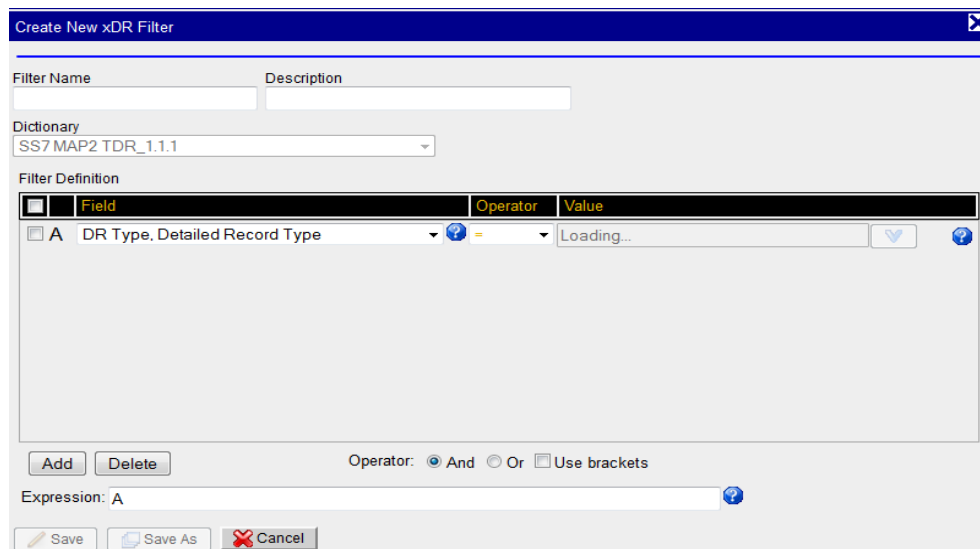 Create New xDR Filter
Filter Name Description
Dictionary
SS7 MAP2 TDR_1.1.1
Filter Definition
Field Operator Value
A DR Type, Detailed Record Type = Loading...
Add Delete Operator: And Or Use brackets
Expression: A
Save Save As Cancel